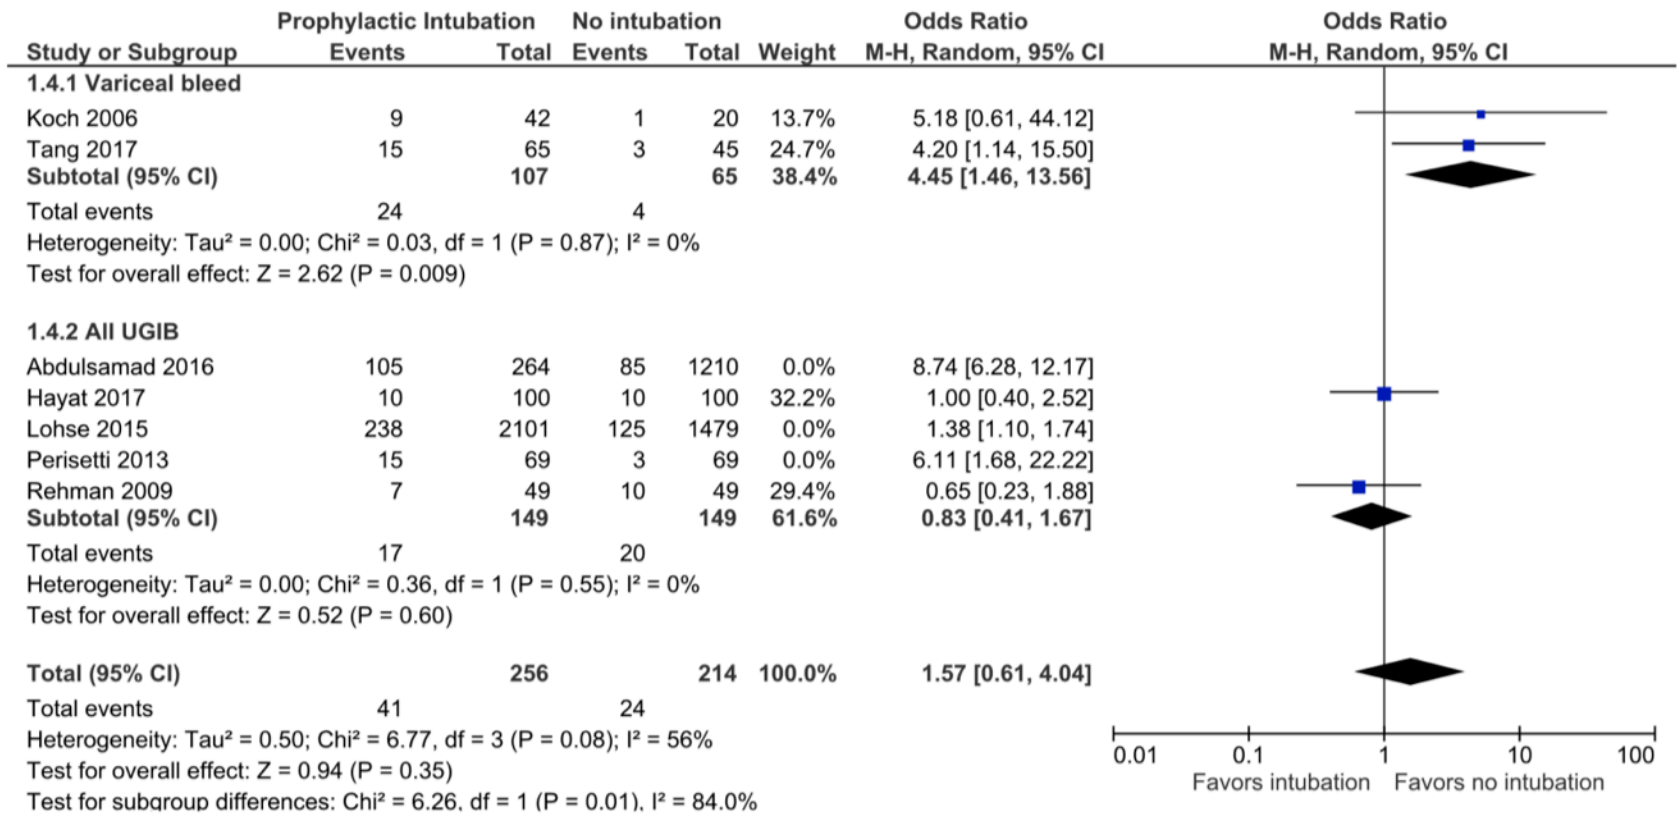 Prophylactic Intubation No intubation Odds Ratio Odds Ratio
Study or Subgroup Events Total Events Total Weight M-H, Random, 95% CI M-H, Random, 95% CI
1.4.1 Variceal bleed
Koch 2006 9 42 1 20 13.7% 5.18 [0.61, 44.12]
Tang 2017 15 65 3 45 24.7% 4.20 [1.14, 15.50]
Subtotal (95% CI) 107 65 38.4% 4.45 [1.46, 13.56]
Total events 24 4
Heterogeneity: Tau² = 0.00; Chi² = 0.03, df = 1 (P = 0.87); I² = 0%
Test for overall effect: Z = 2.62 (P = 0.009)
1.4.2 All UGIB
Abdulsamad 2016 105 264 85 1210 0.0% 8.74 [6.28, 12.17]
Hayat 2017 10 100 10 100 32.2% 1.00 [0.40, 2.52]
Lohse 2015 238 2101 125 1479 0.0% 1.38 [1.10, 1.74]
Perisetti 2013 15 69 3 69 0.0% 6.11 [1.68, 22.22]
Rehman 2009 7 49 10 49 29.4% 0.65 [0.23, 1.88]
Subtotal (95% CI) 149 149 61.6% 0.83 [0.41, 1.67]
Total events 17 20
Heterogeneity: Tau² = 0.00; Chi² = 0.36, df = 1 (P = 0.55); I² = 0%
Test for overall effect: Z = 0.52 (P = 0.60)
Total (95% CI) 256 214 100.0% 1.57 [0.61, 4.04]
Total events 41 24
Heterogeneity: Tau² = 0.50; Chi² = 6.77, df = 3 (P = 0.08); I² = 56%
Test for overall effect: Z = 0.94 (P = 0.35)
Test for subgroup differences: Chi² = 6.26, df = 1 (P = 0.01), I² = 84.0%
0.01 0.1 1 10 100
Favors intubation Favors no intubation